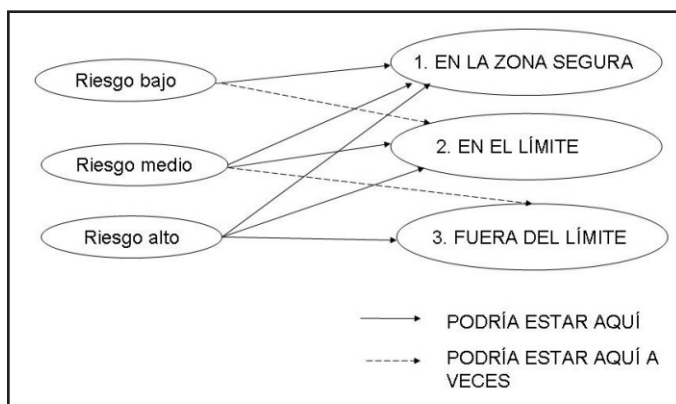 Riesgo bajo
Riesgo medio
Riesgo alto
1. EN LA ZONA SEGURA
2. EN EL LÍMITE
3. FUERA DEL LÍMITE
PODRÍA ESTAR AQUÍ
PODRÍA ESTAR AQUÍ A
VECES